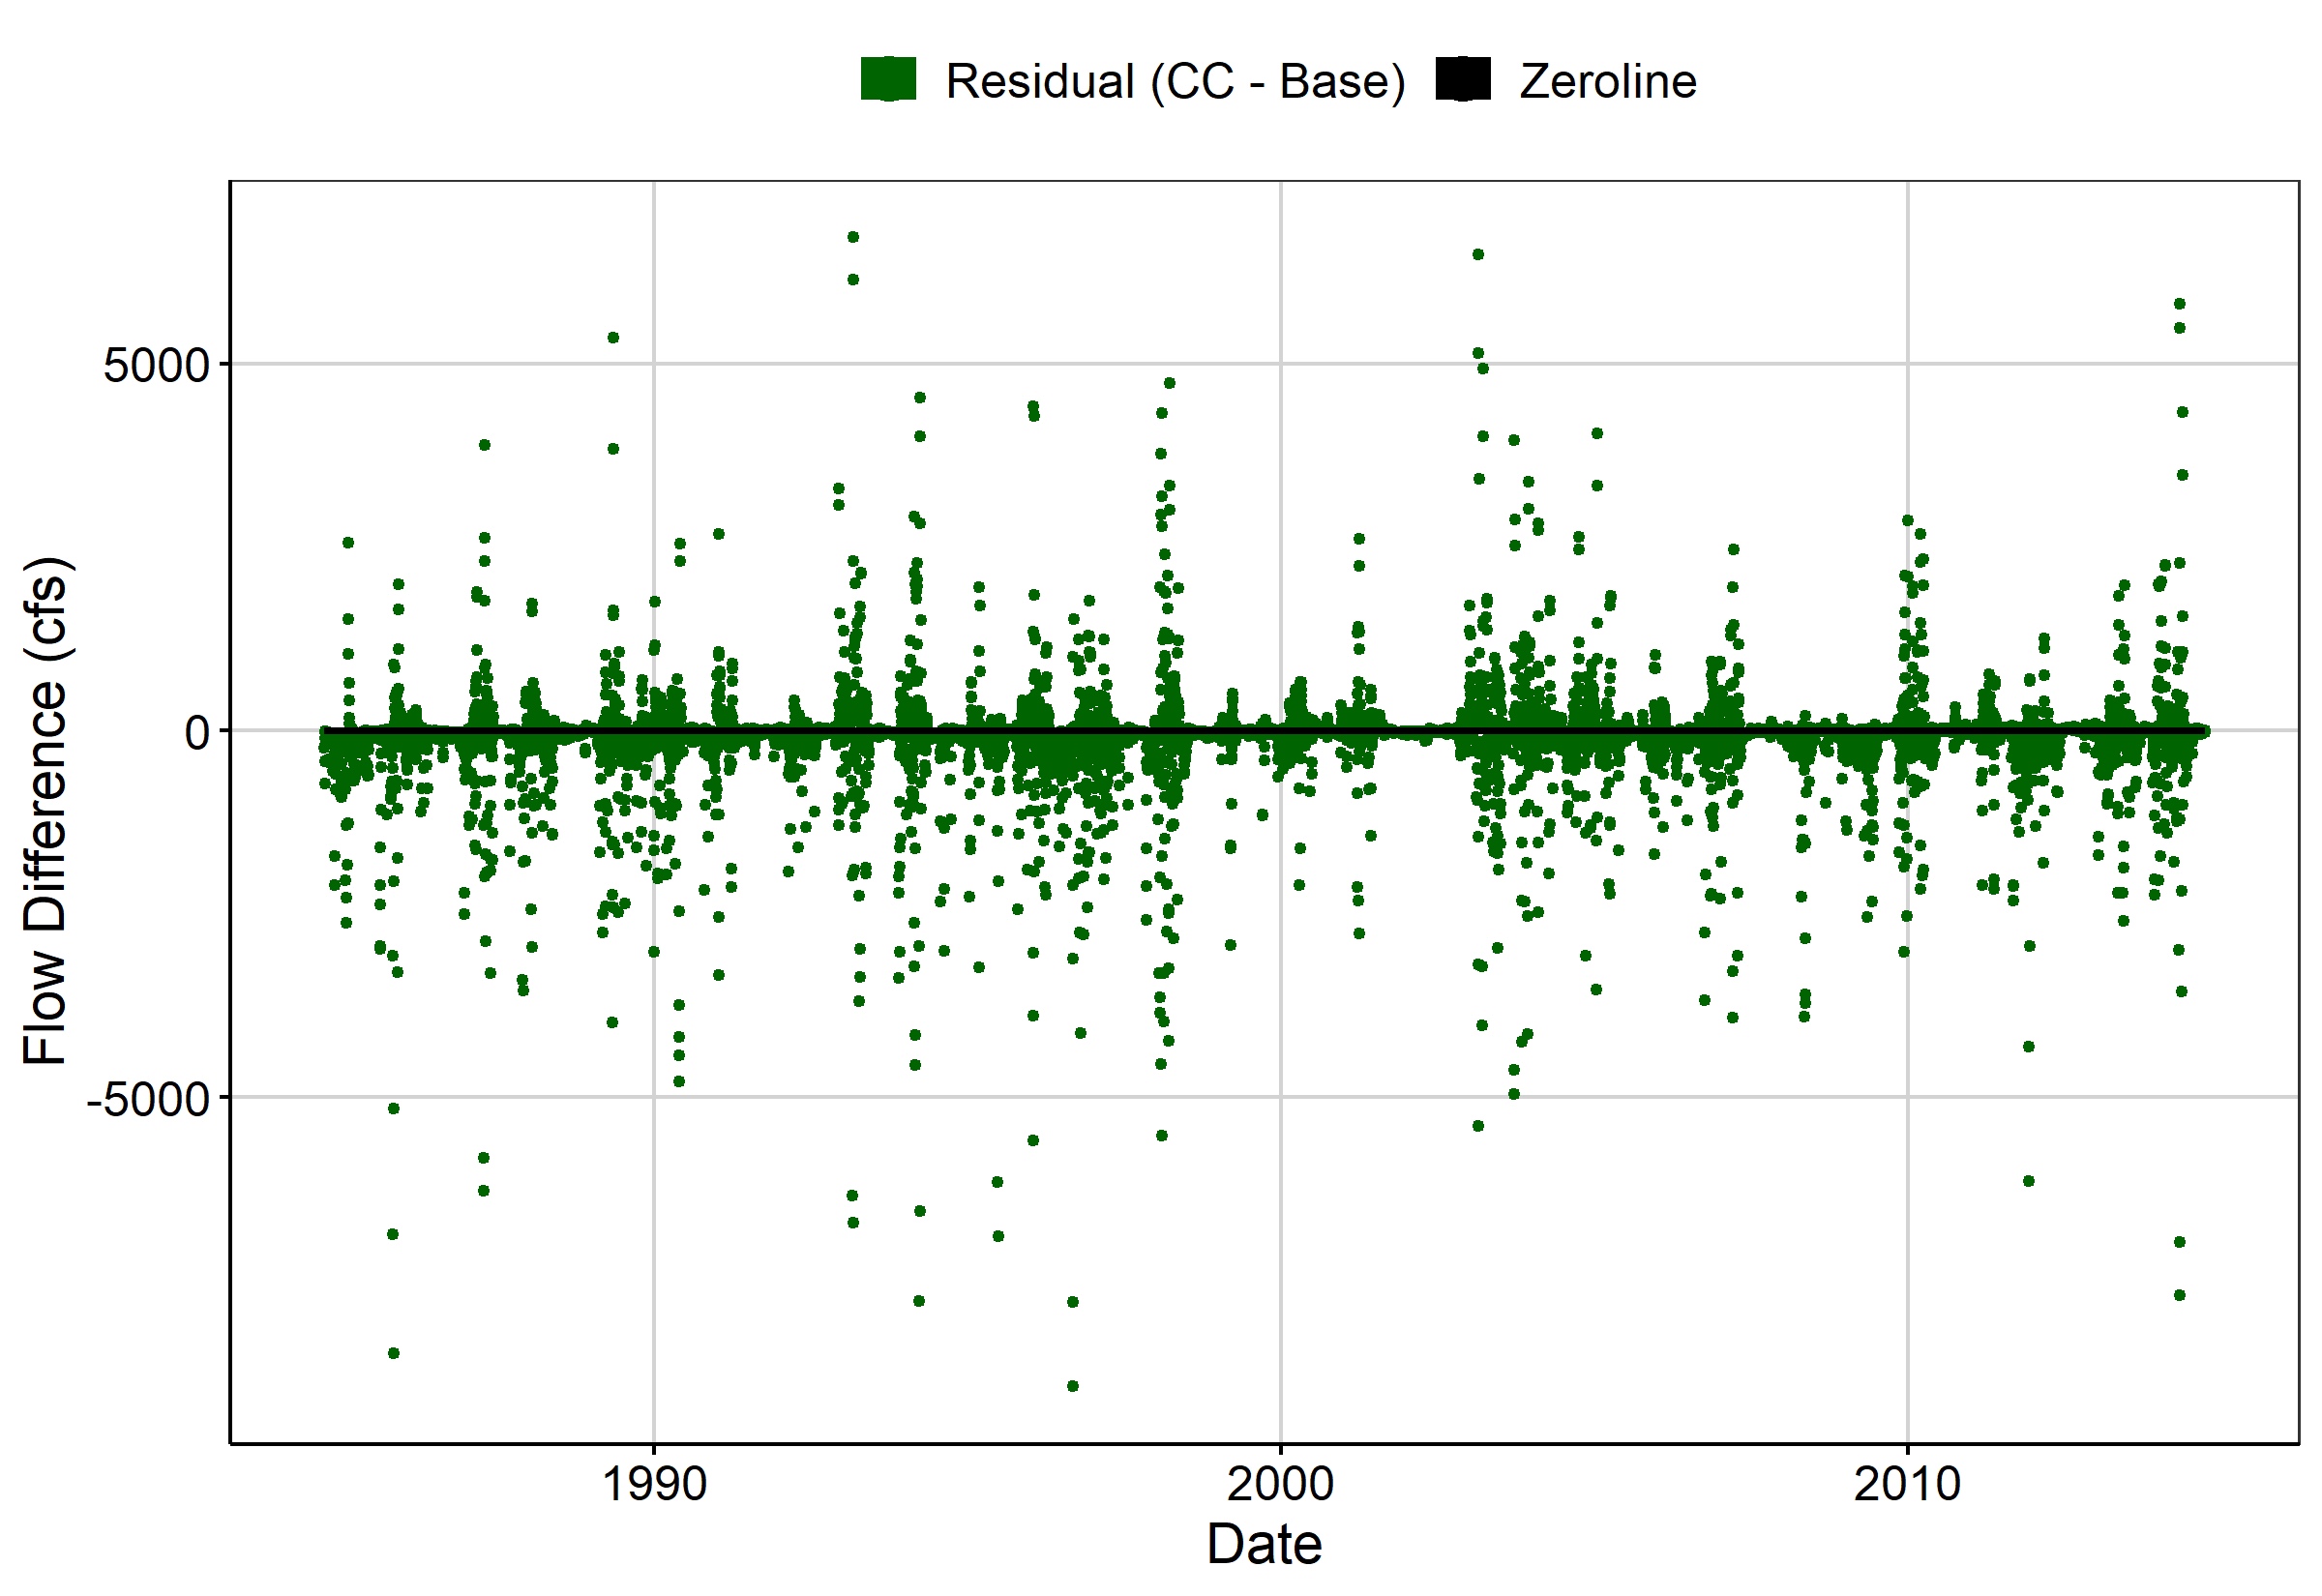 Residual (CC - Base) Zeroline
Flow Difference (cfs)
5000
0
-5000
1990 2000 2010
Date